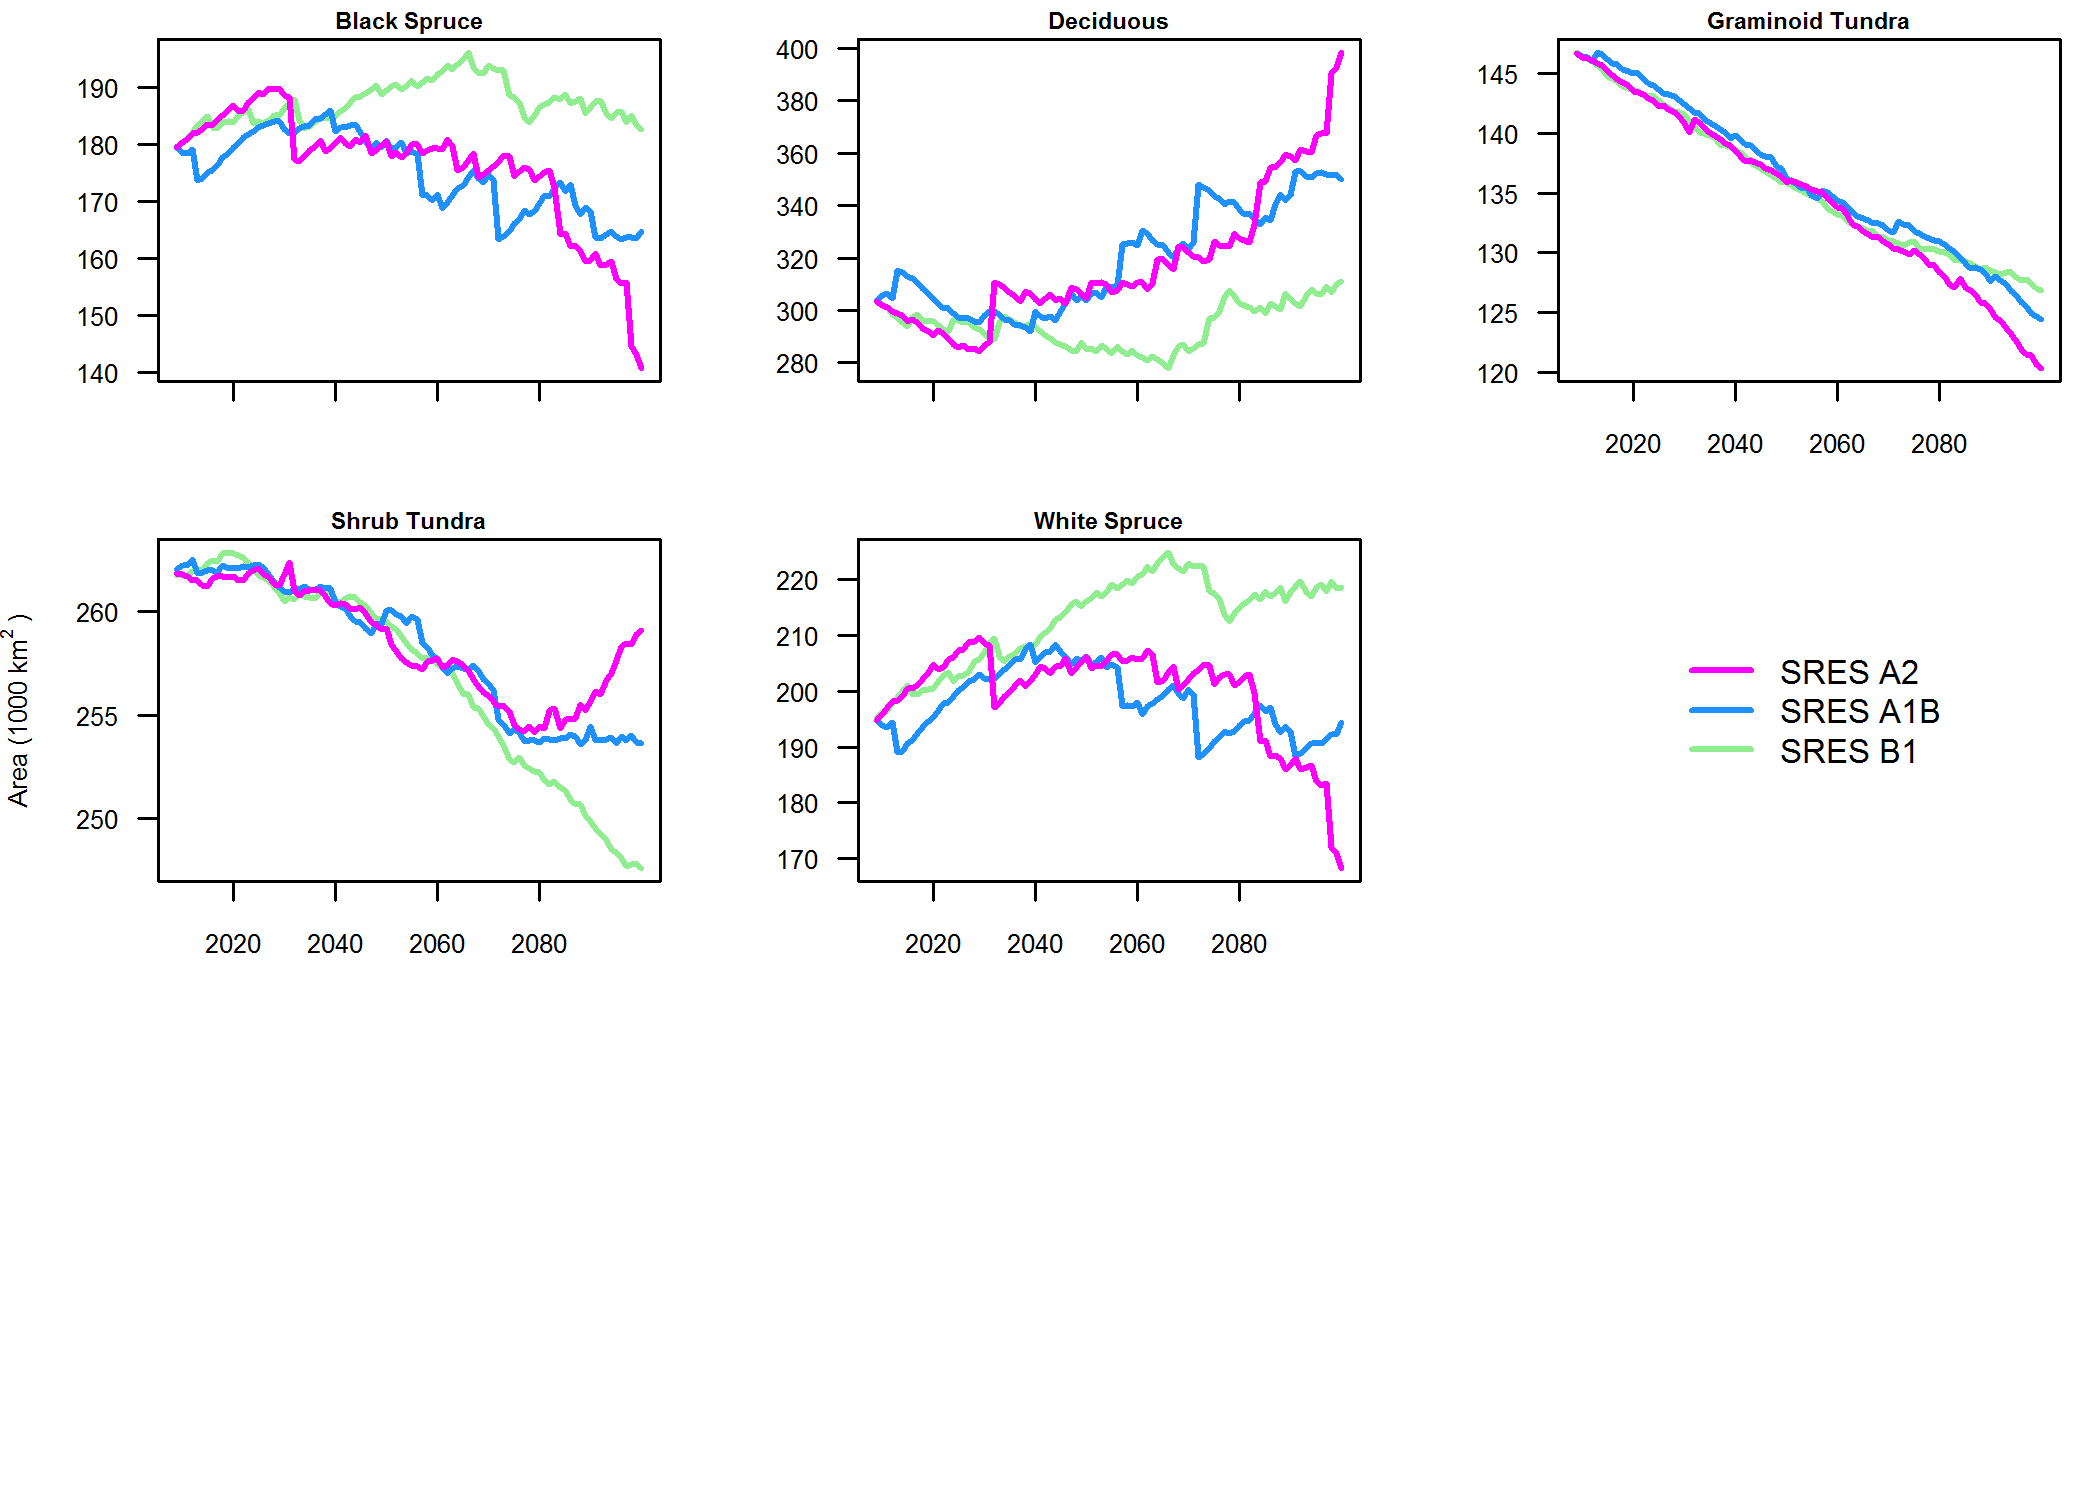 Black Spruce
190
180
170
160
150
140
Deciduous
400
380
360
340
320
300
280
Graminoid Tundra
145
140
135
130
125
120
2020 2040 2060 2080
Shrub Tundra
260
255
250
2020 2040 2060 2080
White Spruce
220
210
200
190
180
170
2020 2040 2060 2080
Area (1000 km²)
SRES A2
SRES A1B
SRES B1